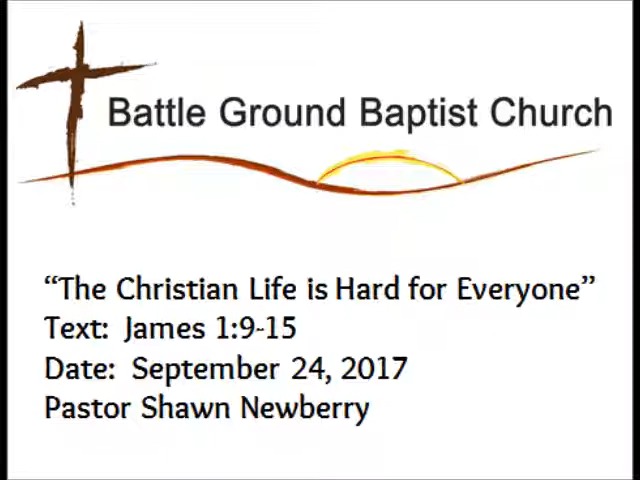 Battle Ground Baptist Church
“The Christian Life is Hard for Everyone”
Text: James 1:9-15
Date: September 24, 2017
Pastor Shawn Newberry